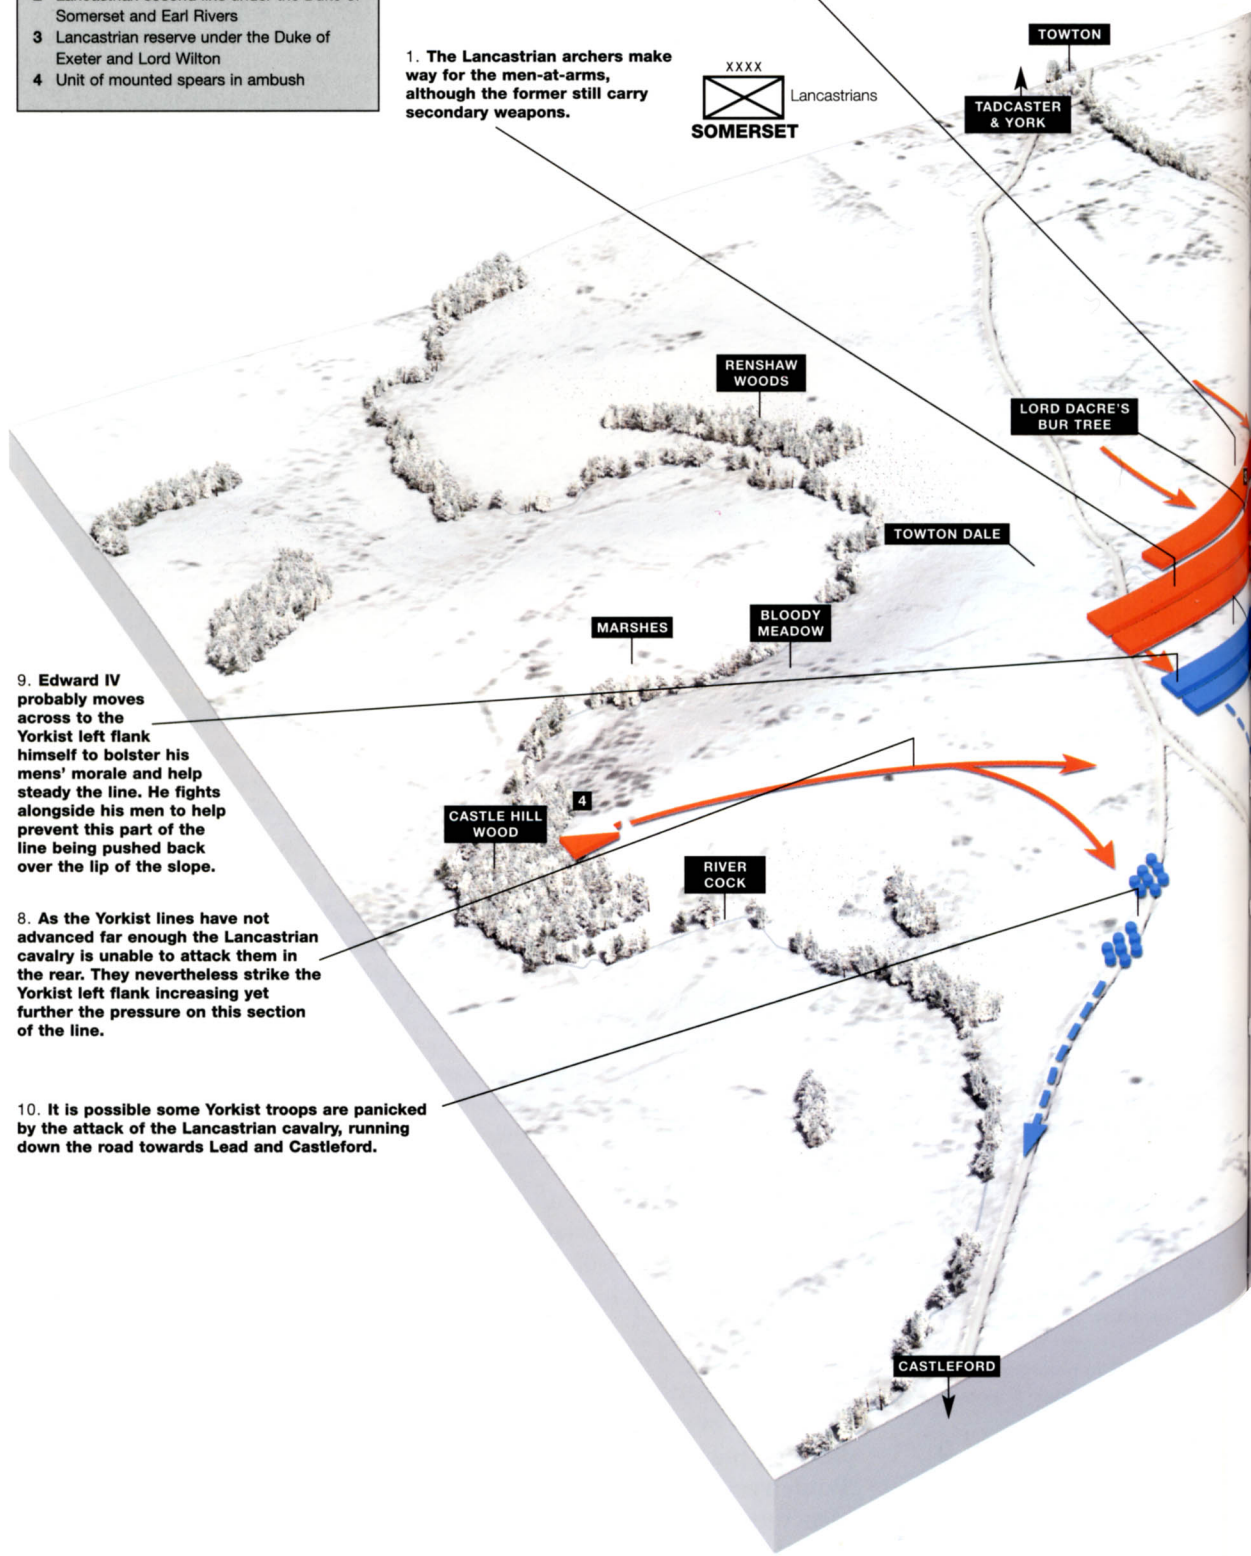 Somerset and Earl Rivers
3 Lancastrian reserve under the Duke of
Exeter and Lord Wilton
4 Unit of mounted spears in ambush
1. The Lancastrian archers make
way for the men-at-arms,
although the former still carry
secondary weapons.
XXXX
Lancastrians
SOMERSET
TOWTON
TADCASTER
& YORK
RENSHAW
WOODS
LORD DACRE'S
BUR TREE
TOWTON DALE
MARSHES
BLOODY
MEADOW
9. Edward IV
probably moves
across to the
Yorkist left flank
himself to bolster his
mens' morale and help
steady the line. He fights
alongside his men to help
prevent this part of the
line being pushed back
over the lip of the slope.
4
CASTLE HILL
WOOD
RIVER
COCK
8. As the Yorkist lines have not
advanced far enough the Lancastrian
cavalry is unable to attack them in
the rear. They nevertheless strike the
Yorkist left flank increasing yet
further the pressure on this section
of the line.
10. It is possible some Yorkist troops are panicked
by the attack of the Lancastrian cavalry, running
down the road towards Lead and Castleford.
CASTLEFORD